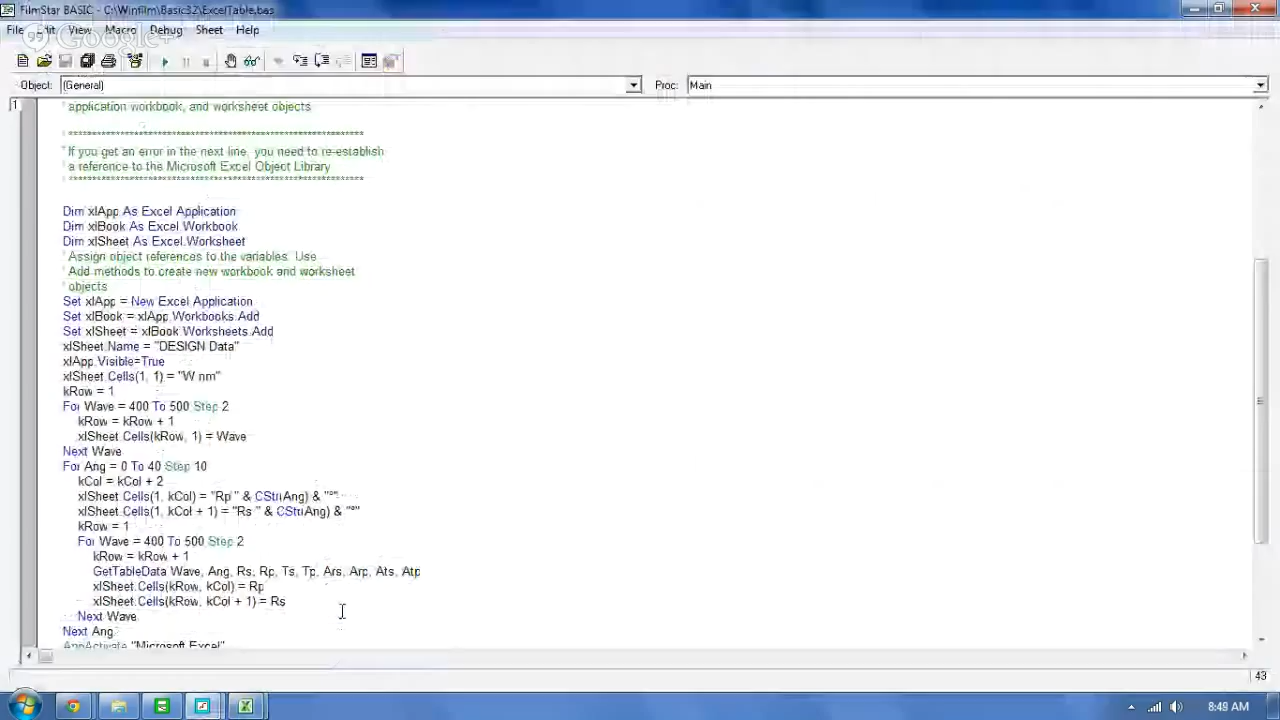 FilmStar BASIC - C:\Winfilm\Basic32\ExcelTable.bas
File Edit View Macro Debug Sheet Help
99 Google+
Object: (General) Proc: Main
1
application workbook, and worksheet objects
' *************************************************************
' If you get an error in the next line, you need to re-establish
' a reference to the Microsoft Excel Object Library
' *************************************************************
Dim xlApp As Excel.Application
Dim xlBook As Excel.Workbook
Dim xlSheet As Excel.Worksheet
' Assign object references to the variables. Use
' Add methods to create new workbook and worksheet
' objects
Set xlApp = New Excel.Application
Set xlBook = xlApp.Workbooks.Add
Set xlSheet = xlBook.Worksheets.Add
xlSheet.Name = "DESIGN Data"
xlApp.Visible=True
xlSheet.Cells(1, 1) = "W nm"
kRow = 1
For Wave = 400 To 500 Step 2
kRow = kRow + 1
xlSheet.Cells(kRow, 1) = Wave
Next Wave
For Ang = 0 To 40 Step 10
kCol = kCol + 2
xlSheet.Cells(1, kCol) = "Rp " & CStr(Ang) & "°"
xlSheet.Cells(1, kCol + 1) = "Rs " & CStr(Ang) & "°"
kRow = 1
For Wave = 400 To 500 Step 2
kRow = kRow + 1
GetTableData Wave, Ang, Rs, Rp, Ts, Tp, Ars, Arp, Ats, Atp
xlSheet.Cells(kRow, kCol) = Rp
xlSheet.Cells(kRow, kCol + 1) = Rs
Next Wave
Next Ang
AppActivate "Microsoft Excel"
43
8:49 AM